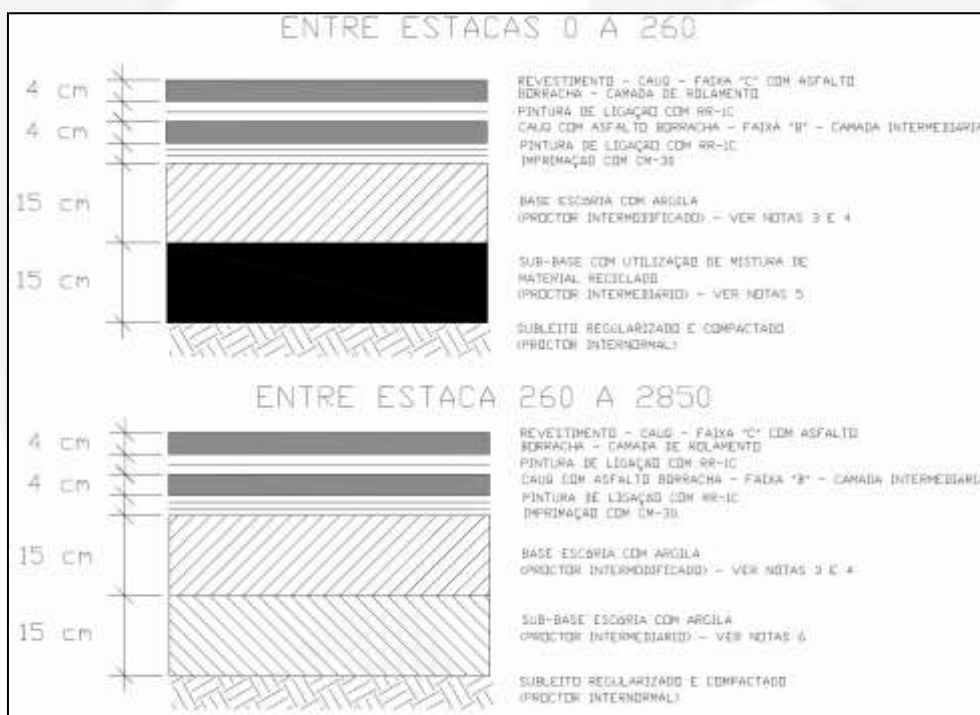 ENTRE ESTACAS 0 A 260
4 cm
REVESTIMENTO - CAUQ - FAIXA "C" COM ASFALTO
BORRACHA - CAMADA DE ROLAMENTO
PINTURA DE LIGAÇÃO COM RR-1C
4 cm
CAUQ COM ASFALTO BORRACHA - FAIXA "B" - CAMADA INTERMEDIARIA
PINTURA DE LIGAÇÃO COM RR-1C
IMPRIMAÇÃO COM CM-30
15 cm
BASE ESCÓRIA COM ARGILA
(PROCTOR INTERMODIFICADO) - VER NOTAS 3 E 4
15 cm
SUB-BASE COM UTILIZAÇÃO DE MISTURA DE
MATERIAL RECICLADO
(PROCTOR INTERMEDIÁRIO) - VER NOTAS 5
SUBLEITO REGULARIZADO E COMPACTADO
(PROCTOR INTERNORMAL)
ENTRE ESTACA 260 A 2850
4 cm
REVESTIMENTO - CAUQ - FAIXA "C" COM ASFALTO
BORRACHA - CAMADA DE ROLAMENTO
PINTURA DE LIGAÇÃO COM RR-1C
4 cm
CAUQ COM ASFALTO BORRACHA - FAIXA "B" - CAMADA INTERMEDIARIA
PINTURA DE LIGAÇÃO COM RR-1C
IMPRIMAÇÃO COM CM-30
15 cm
BASE ESCÓRIA COM ARGILA
(PROCTOR INTERMODIFICADO) - VER NOTAS 3 E 4
15 cm
SUB-BASE ESCÓRIA COM ARGILA
(PROCTOR INTERMEDIARIO) - VER NOTAS 6
SUBLEITO REGULARIZADO E COMPACTADO
(PROCTOR INTERNORMAL)